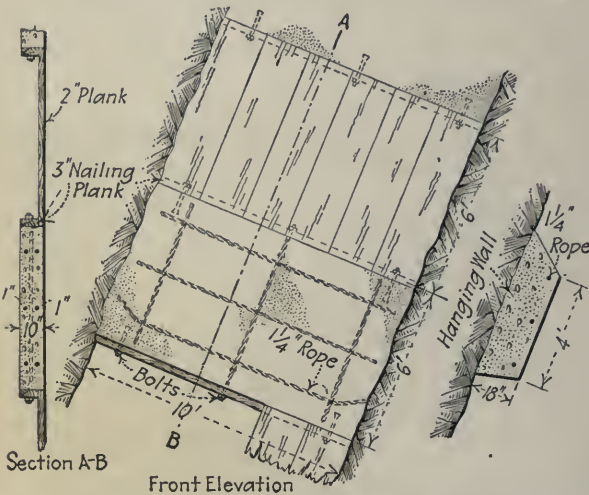 A
2" Plank
3" Nailing
Plank
1"
10"
1"
6'
Hanging Wall
1¼"
Rope
4'
18"
1¼" Rope
6'
Bolts
10'
B
Section A-B
Front Elevation